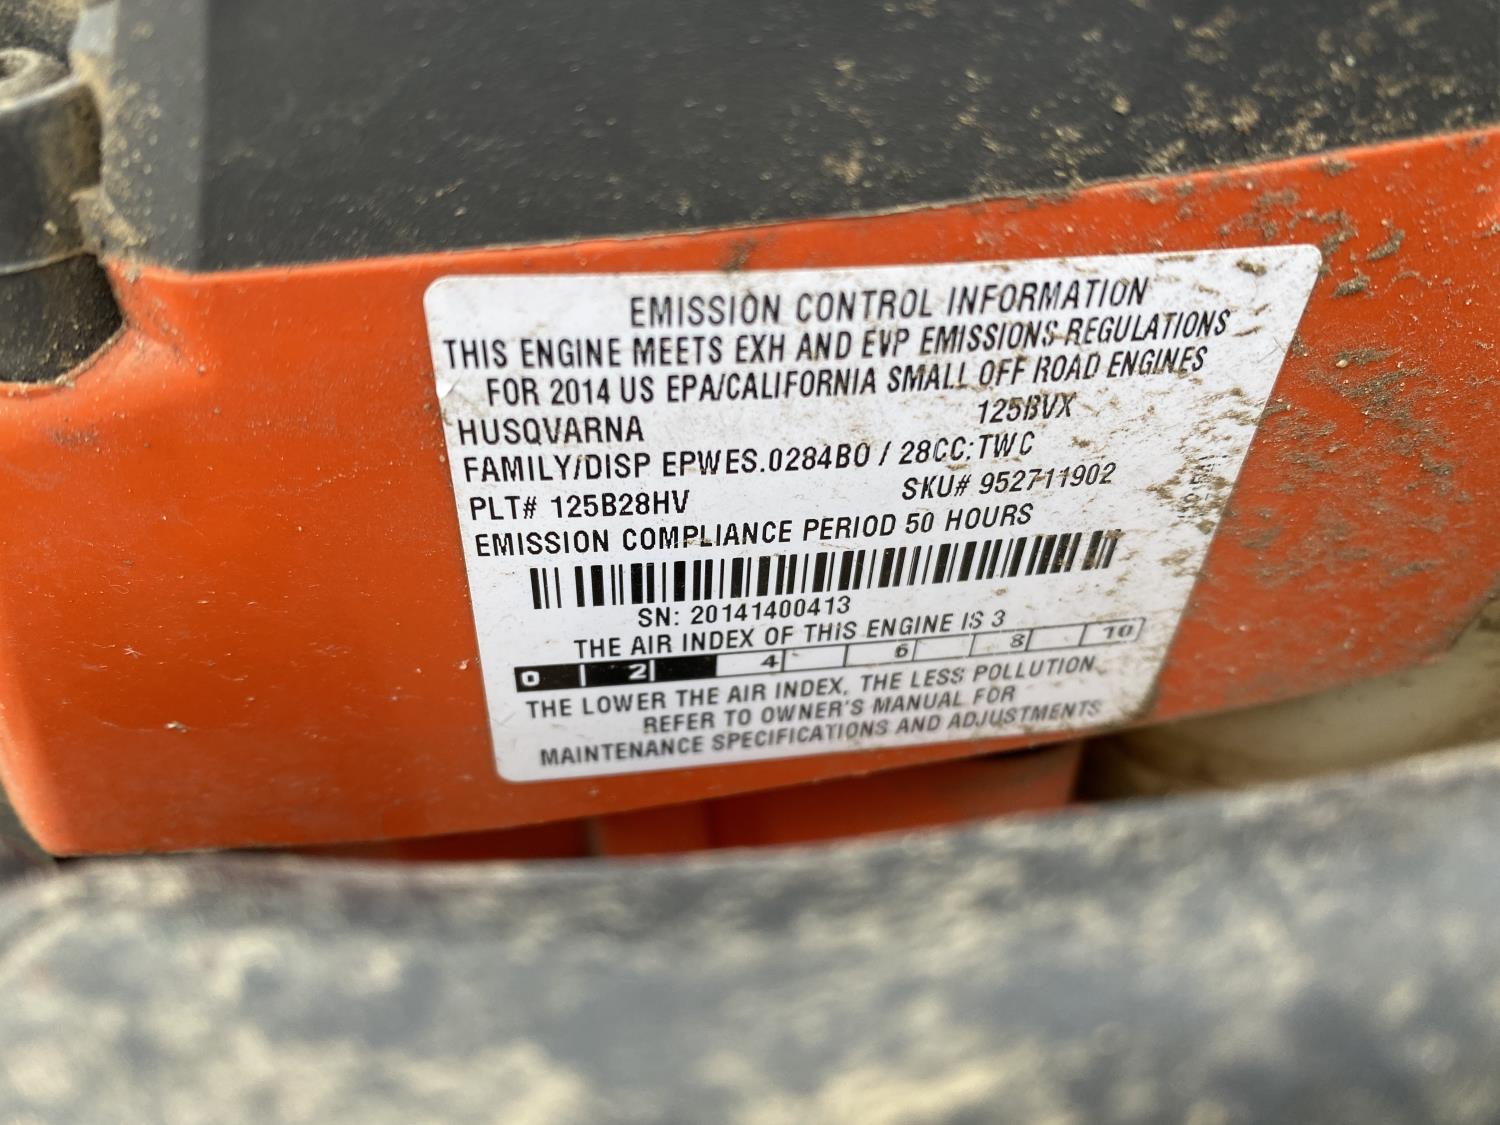 EMISSION CONTROL INFORMATION
THIS ENGINE MEETS EXH AND EVP EMISSIONS REGULATIONS
FOR 2014 US EPA/CALIFORNIA SMALL OFF ROAD ENGINES
HUSQVARNA 125BVX
FAMILY/DISP EPWES.0284BO / 28CC:TWC
PLT# 125B28HV SKU# 952711902
EMISSION COMPLIANCE PERIOD 50 HOURS
SN: 20141400413
THE AIR INDEX OF THIS ENGINE IS 3
0 2 4 6 8 10
THE LOWER THE AIR INDEX, THE LESS POLLUTION
REFER TO OWNER'S MANUAL FOR
MAINTENANCE SPECIFICATIONS AND ADJUSTMENTS